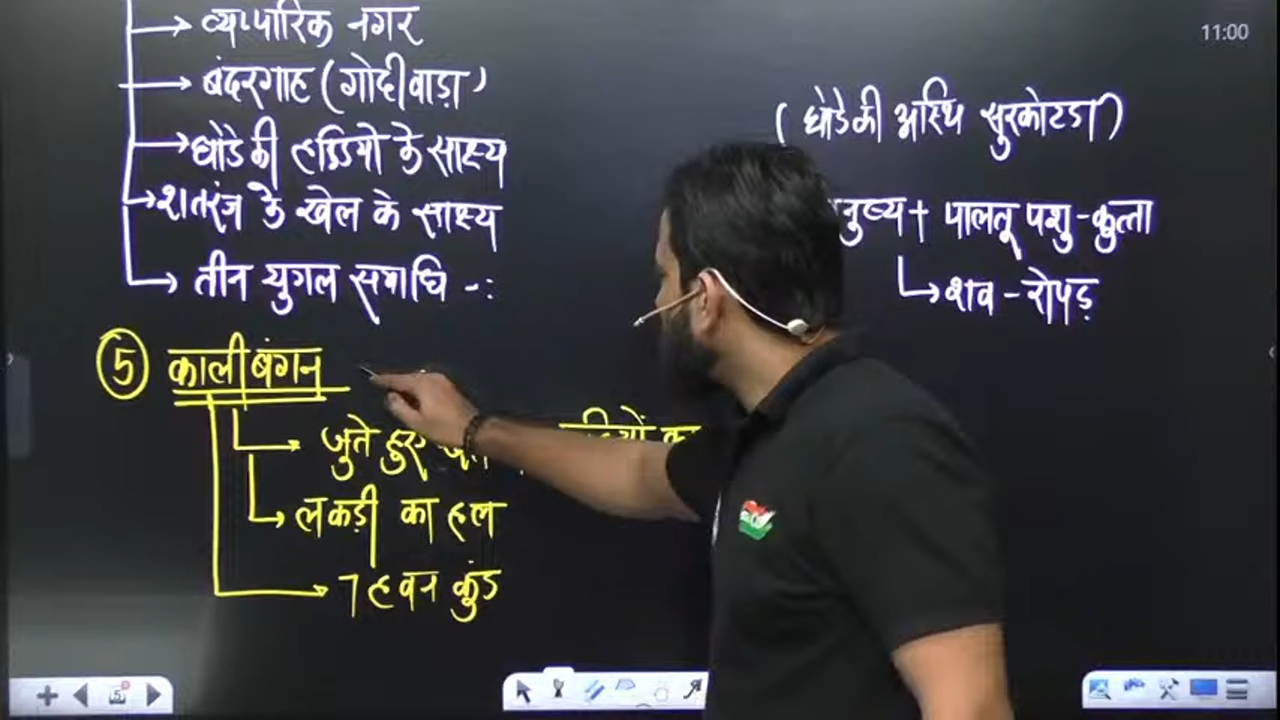 व्यापारिक नगर
बंदरगाह (गोदीवाड़ा)
घोडे की हड्डियो के साक्ष्य
शतरंज के खेल के साक्ष्य
तीन युगल समाधि -:
11:00
(घोडे की अस्थि सुरकोटडा)
+ पालतू पशु - कुत्ता
शव - रोपड़
5 कालीबंगन
जुते हुए
लकड़ी का हल
7 हवन कुंड